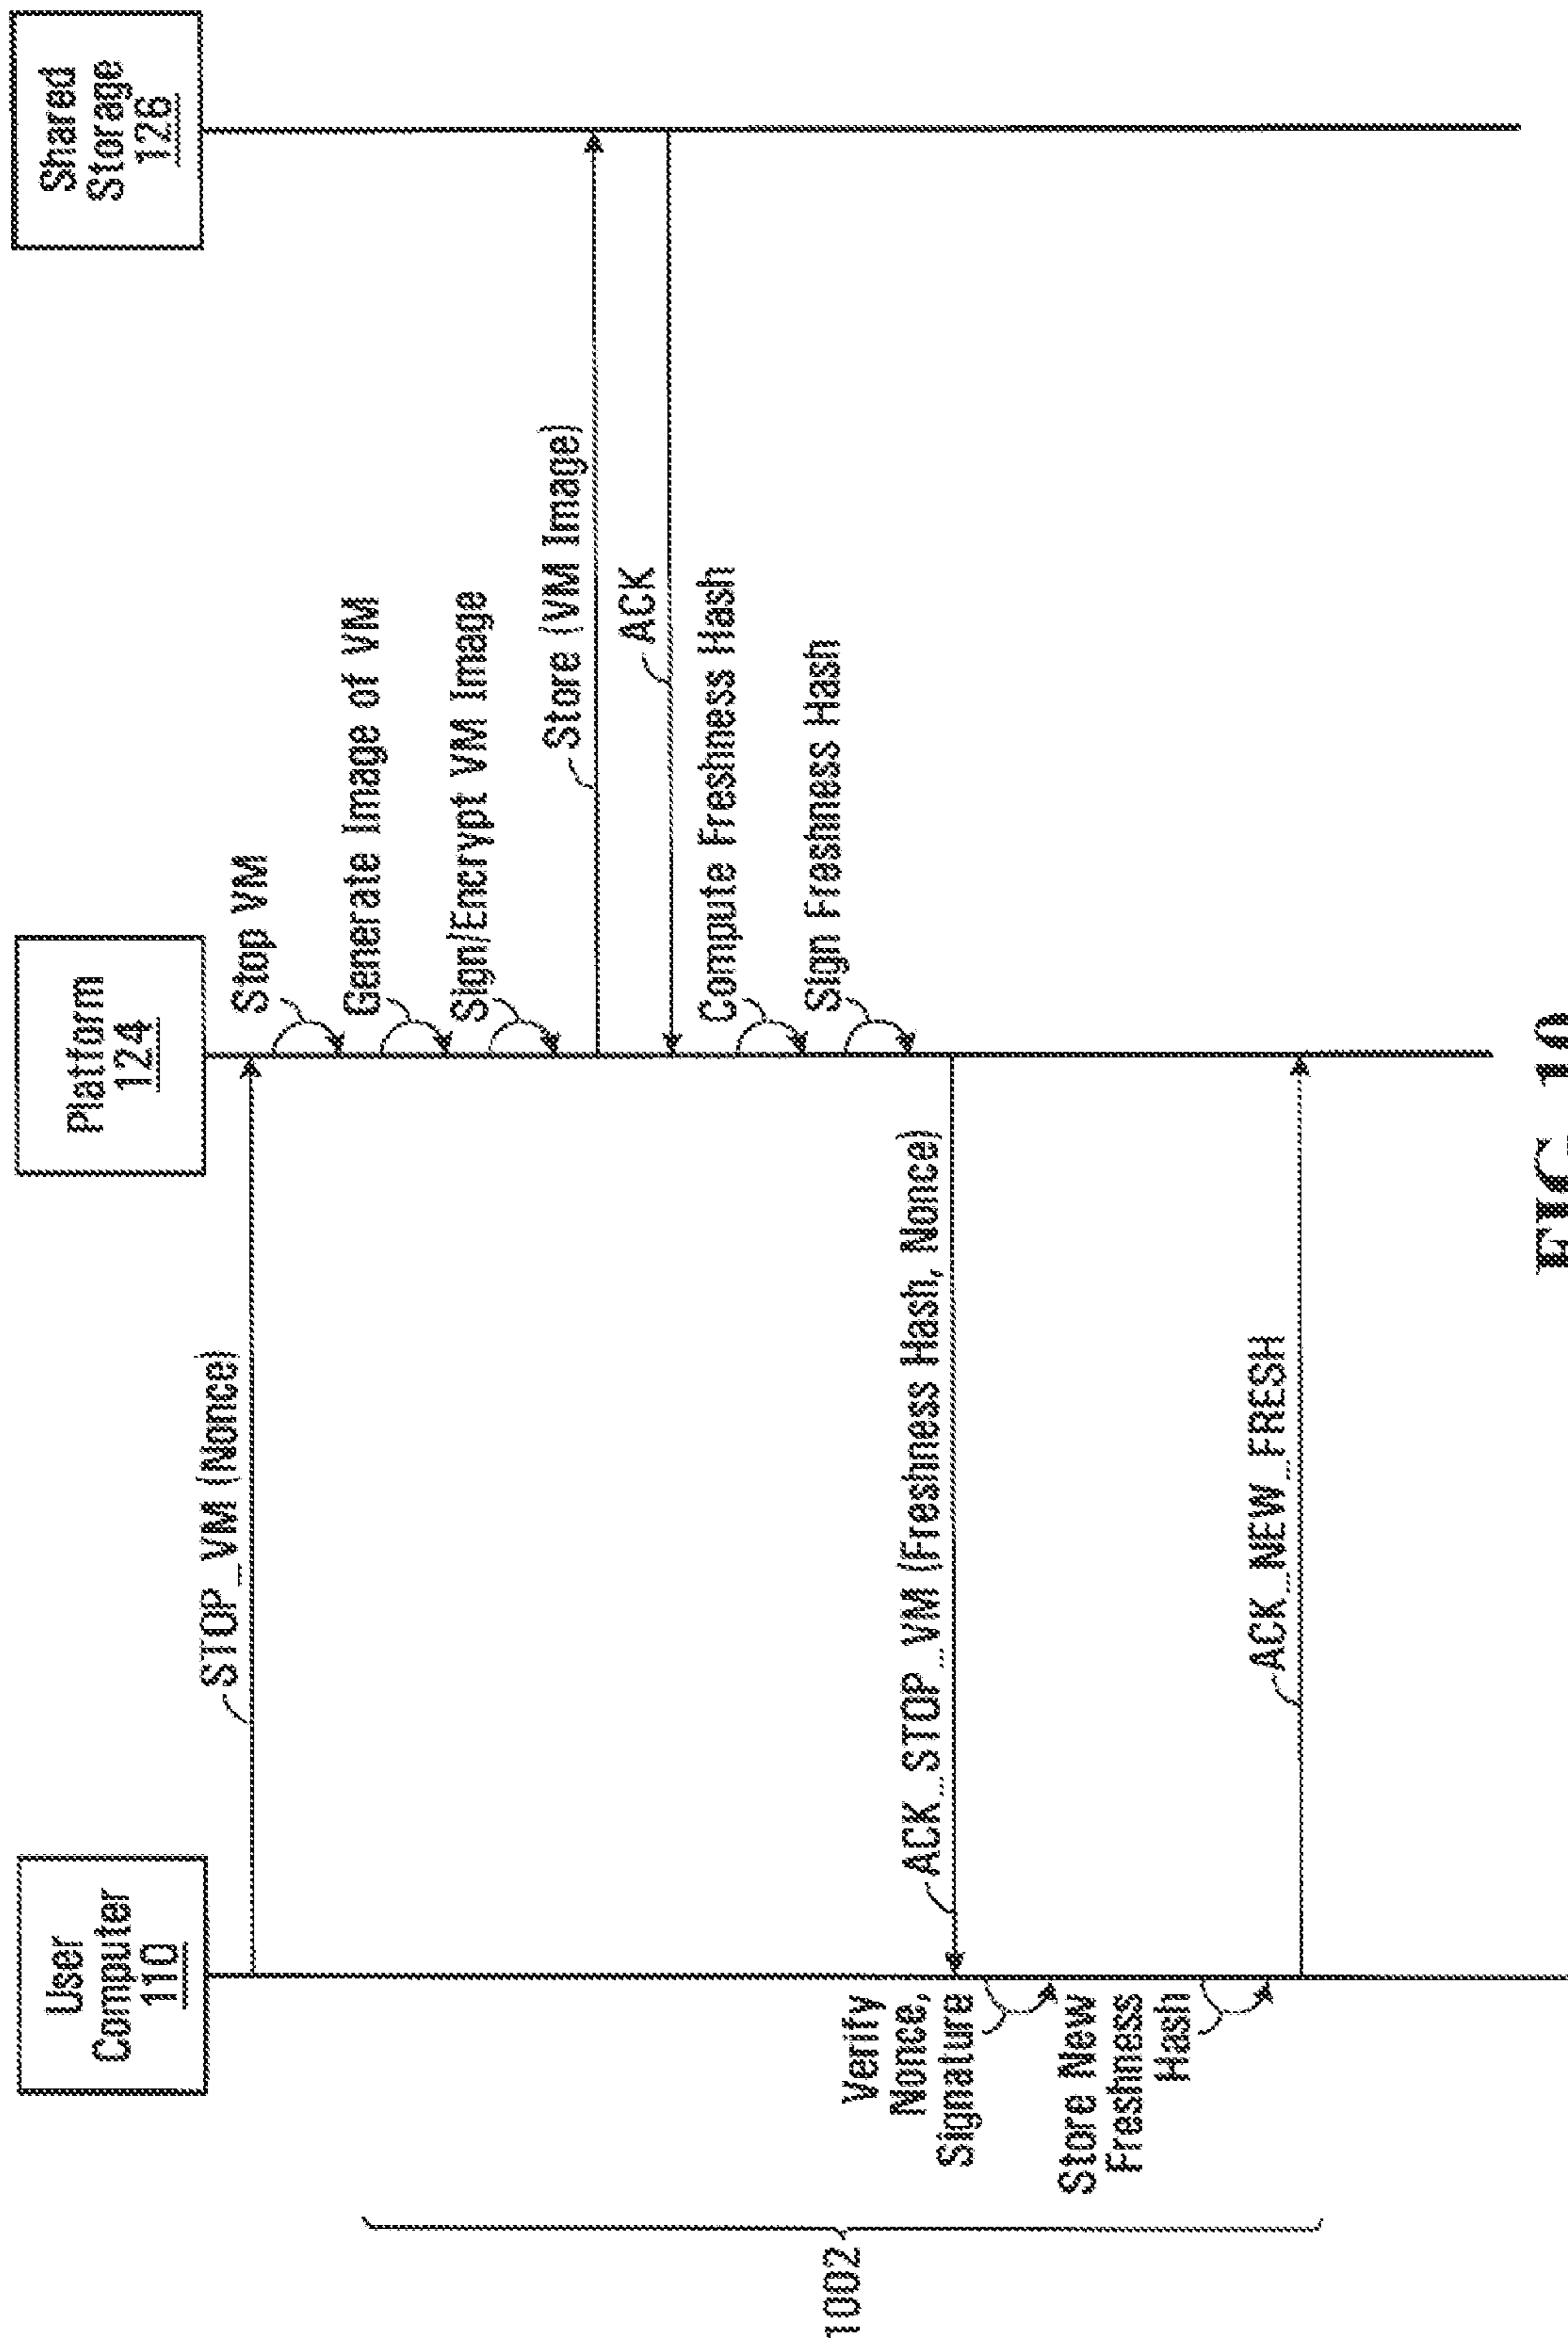 User
Computer
110
Platform
124
Shared
Storage
126
STOP_VM (Nonce)
Stop VM
Generate Image of VM
Sign/Encrypt VM Image
Store (VM Image)
ACK
Compute Freshness Hash
Sign Freshness Hash
ACK_STOP_VM (Freshness Hash, Nonce)
Verify
Nonce,
Signature
Store New
Freshness
Hash
ACK_NEW_FRESH
1002
FIG. 10